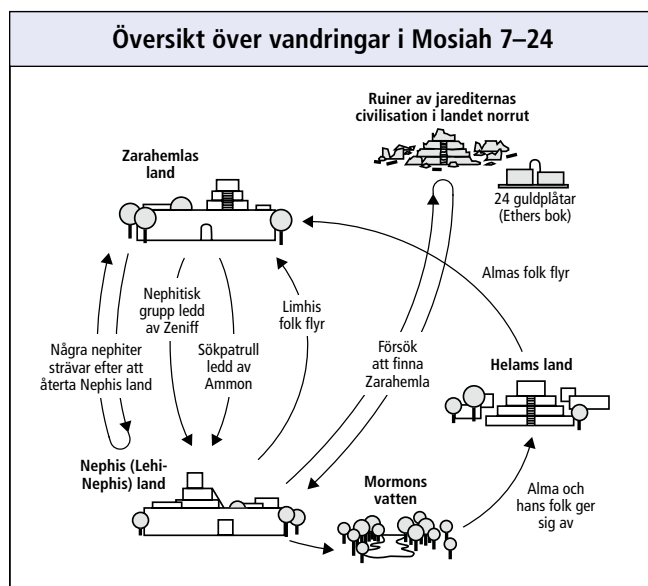 Översikt över vandringar i Mosiah 7–24
Ruiner av jarediternas
civilisation i landet norrut
Zarahemlas
land
24 guldplåtar
(Ethers bok)
Almas folk flyr
Nephitisk
grupp ledd
av Zeniff
Limhis
folk flyr
Några nephiter
strävar efter att
återta Nephis land
Sökpatrull
ledd av
Ammon
Försök
att finna
Zarahemla
Helams land
Nephis (Lehi-
Nephis) land
Mormons
vatten
Alma och
hans folk ger
sig av